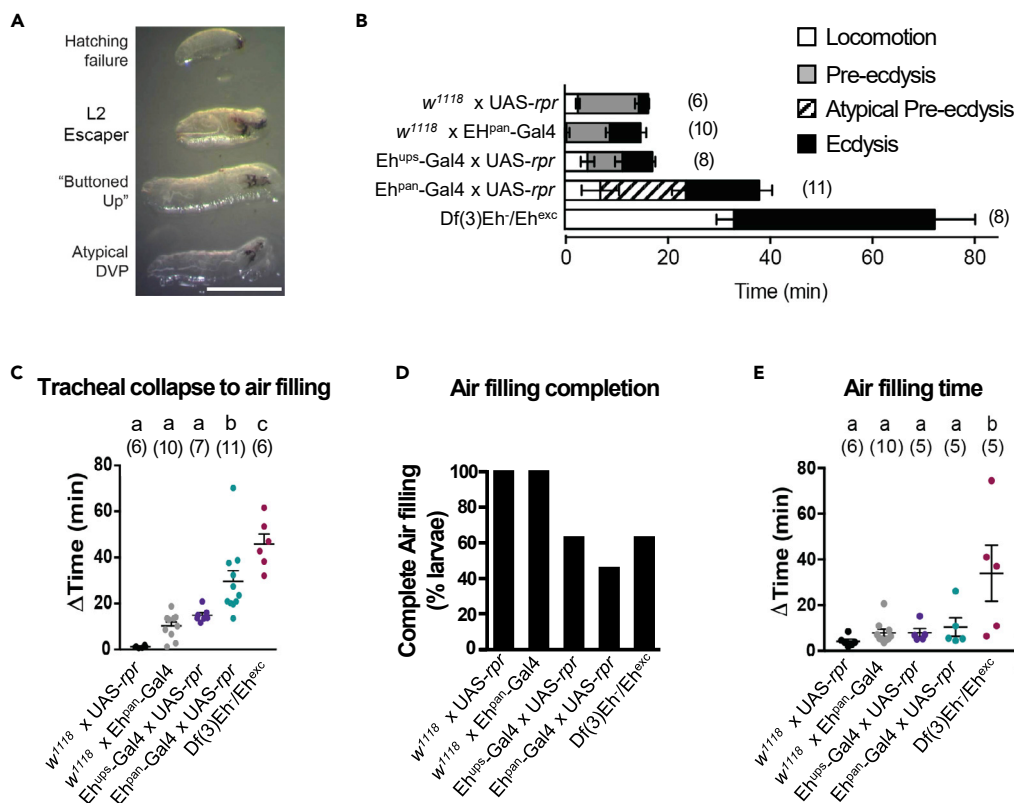 A
Hatching
failure
L2
Escaper
“Buttoned
Up”
Atypical
DVP
B
Locomotion
Pre-ecdysis
Atypical Pre-ecdysis
Ecdysis
w¹¹¹⁸ x UAS-rpr (6)
w¹¹¹⁸ x EHᵖᵃⁿ-Gal4 (10)
Ehᵘᵖˢ-Gal4 x UAS-rpr (8)
Ehᵖᵃⁿ-Gal4 x UAS-rpr (11)
Df(3)Eh⁻/Ehᵉˣᶜ (8)
0 20 40 60 80
Time (min)
C Tracheal collapse to air filling
a a a b c
(6) (10) (7) (11) (6)
80
60
40
20
0
Δ Time (min)
w¹¹¹⁸ x UAS-rpr
w¹¹¹⁸ x Ehᵖᵃⁿ-Gal4
Ehᵘᵖˢ-Gal4 x UAS-rpr
Ehᵖᵃⁿ-Gal4 x UAS-rpr
Df(3)Eh⁻/Ehᵉˣᶜ
D Air filling completion
100
80
60
40
20
0
Complete Air filling
(% larvae)
w¹¹¹⁸ x UAS-rpr
w¹¹¹⁸ x Ehᵖᵃⁿ-Gal4
Ehᵘᵖˢ-Gal4 x UAS-rpr
Ehᵖᵃⁿ-Gal4 x UAS-rpr
Df(3)Eh⁻/Ehᵉˣᶜ
E Air filling time
a a a a b
(6) (10) (5) (5) (5)
80
60
40
20
0
Δ Time (min)
w¹¹¹⁸ x UAS-rpr
w¹¹¹⁸ x Ehᵖᵃⁿ-Gal4
Ehᵘᵖˢ-Gal4 x UAS-rpr
Ehᵖᵃⁿ-Gal4 x UAS-rpr
Df(3)Eh⁻/Ehᵉˣᶜ